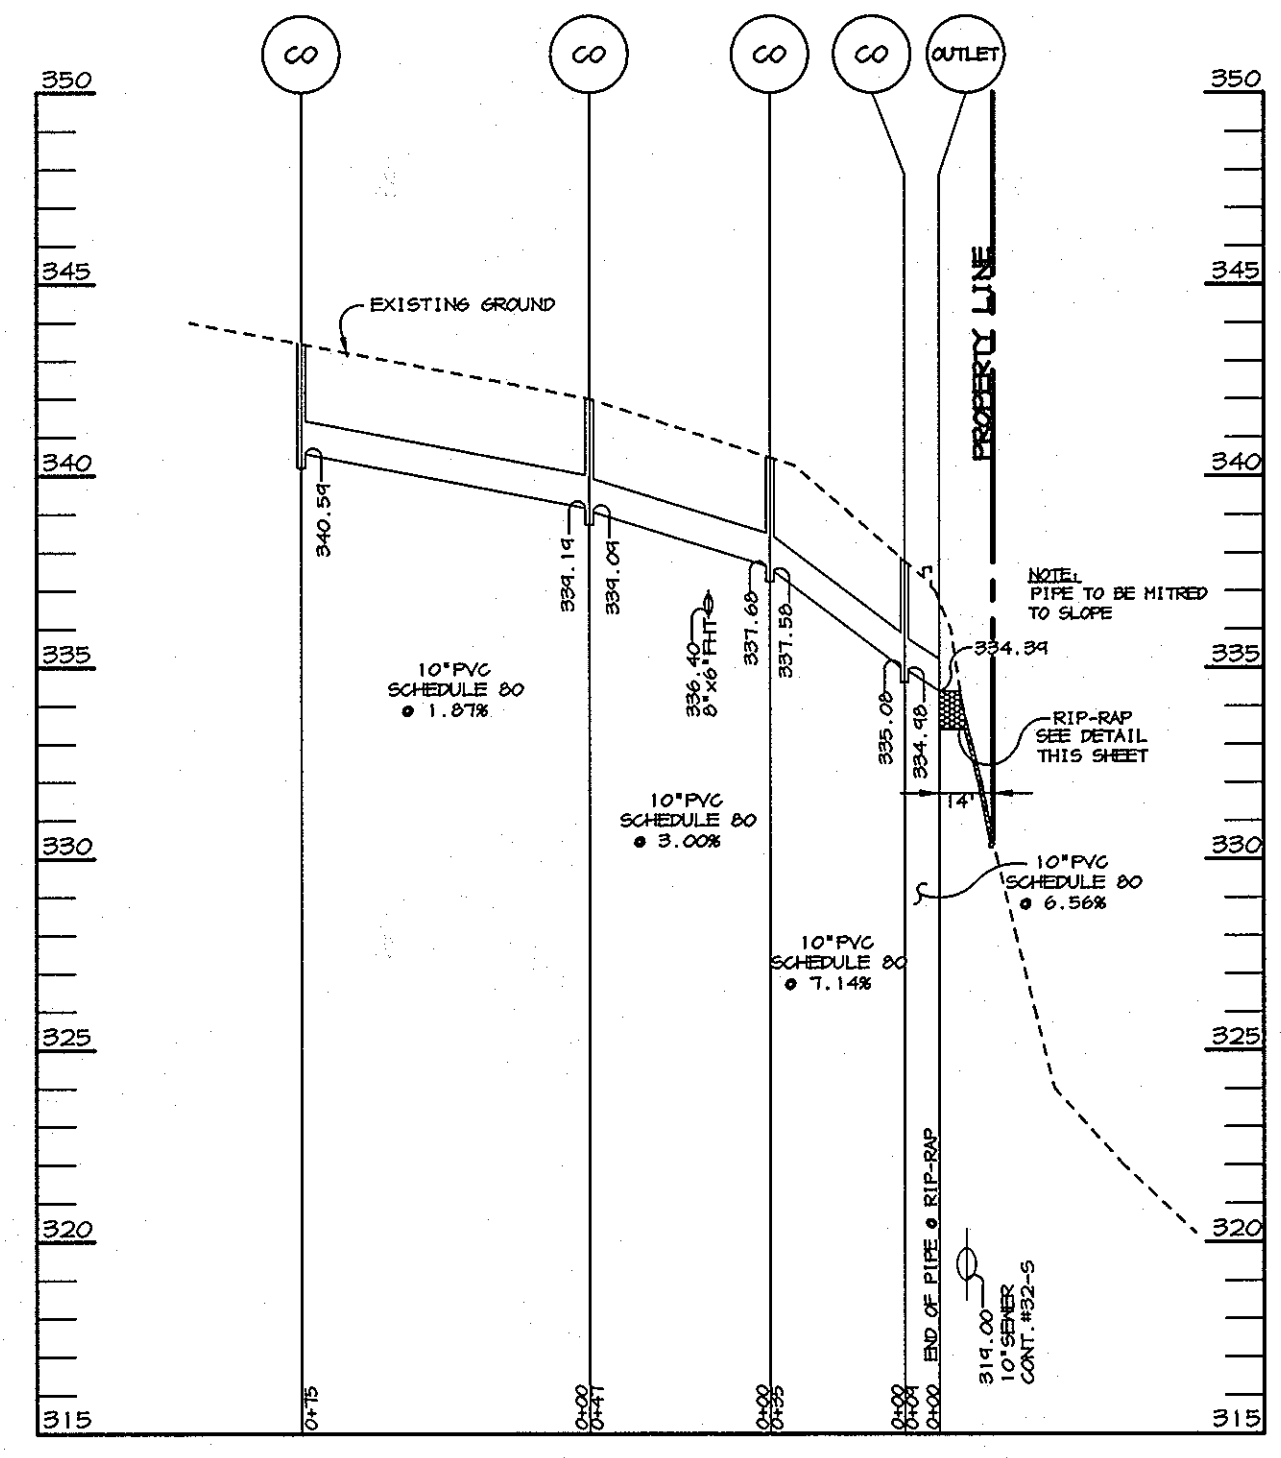 CO
CO
CO
CO
OUTLET
350
350
345
345
EXISTING GROUND
PROPERTY LINE
340
340
340.59
339.19
339.09
337.68
337.58
336.40
8"x6" FHT
NOTE:
PIPE TO BE MITRED
TO SLOPE
335
335
334.39
335.08
334.98
10"PVC
SCHEDULE 80
@ 1.87%
RIP-RAP
SEE DETAIL
THIS SHEET
14'
10"PVC
SCHEDULE 80
@ 3.00%
330
330
10"PVC
SCHEDULE 80
@ 6.56%
10"PVC
SCHEDULE 80
@ 7.14%
325
325
320
320
END OF PIPE @ RIP-RAP
319.00
10"SEWER
CONT.#32-S
315
0+75
0+00
0+47
0+00
0+35
0+00
0+09
0+00
315